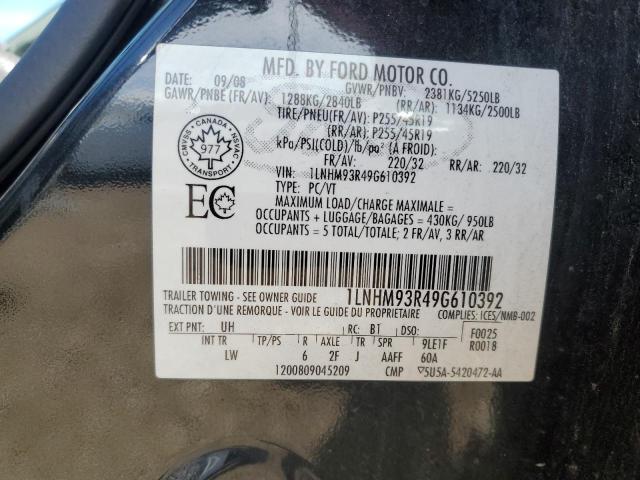 MFD. BY FORD MOTOR CO.
DATE: 09/08 GVWR/PNBV: 2381KG/5250LB
GAWR/PNBE (FR/AV): 1288KG/2840LB (RR/AR): 1134KG/2500LB
TIRE/PNEU(FR/AV): P255/45R19
(RR/AR): P255/45R19
kPa/PSI(COLD)/lb/po² (À FROID):
FR/AV: 220/32 RR/AR: 220/32
VIN: 1LNHM93R49G610392
TYPE: PC/VT
MAXIMUM LOAD/CHARGE MAXIMALE =
OCCUPANTS + LUGGAGE/BAGAGES = 430KG/ 950LB
OCCUPANTS = 5 TOTAL/TOTALE; 2 FR/AV, 3 RR/AR
CANADA
CMVSS NSVAC
977
TRANSPORT
EC
1LNHM93R49G610392
TRAILER TOWING - SEE OWNER GUIDE COMPLIES: ICES/NMB-002
TRACTION D'UNE REMORQUE - VOIR LE GUIDE DU PROPRIETAIRE
EXT PNT: UH RC: BT DSO: F0025
INT TR TP/PS R AXLE TR SPR 9LE1F R0018
LW 6 2F J AAFF 60A
1200809045209 CMP 5U5A-5420472-AA